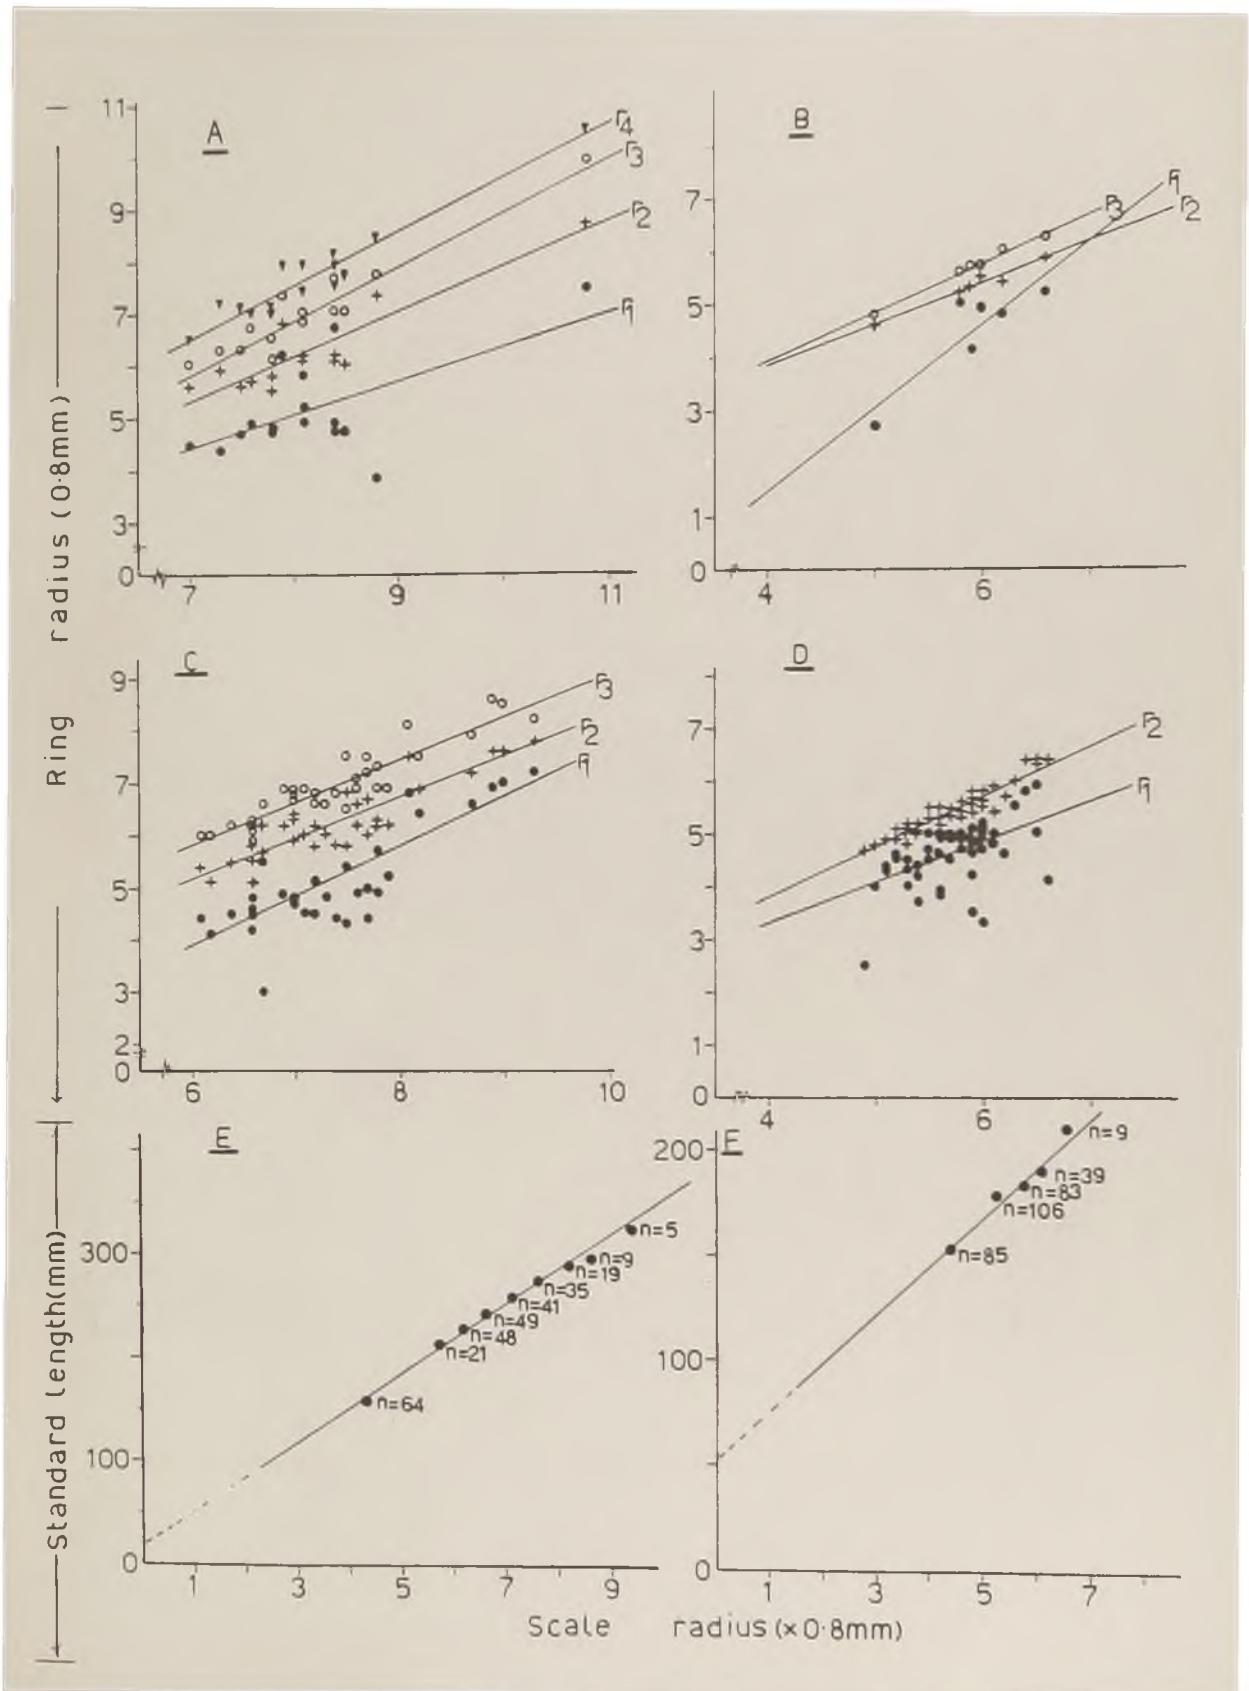 A
11
9
7
5
3
0
7 9 11
r4
r3
r2
r1
B
7
5
3
1
0
4 6
r3
r1
r2
C
9
7
5
3
2
0
6 8 10
r3
r2
r1
D
7
5
3
1
0
4 6
r2
r1
E
300
100
0
1 3 5 7 9
n=5
n=9
n=19
n=35
n=41
n=49
n=48
n=21
n=64
F
200
100
0
1 3 5 7
n=9
n=39
n=83
n=106
n=85
Ring radius (0·8mm)
Standard length(mm)
Scale radius (×0·8mm)